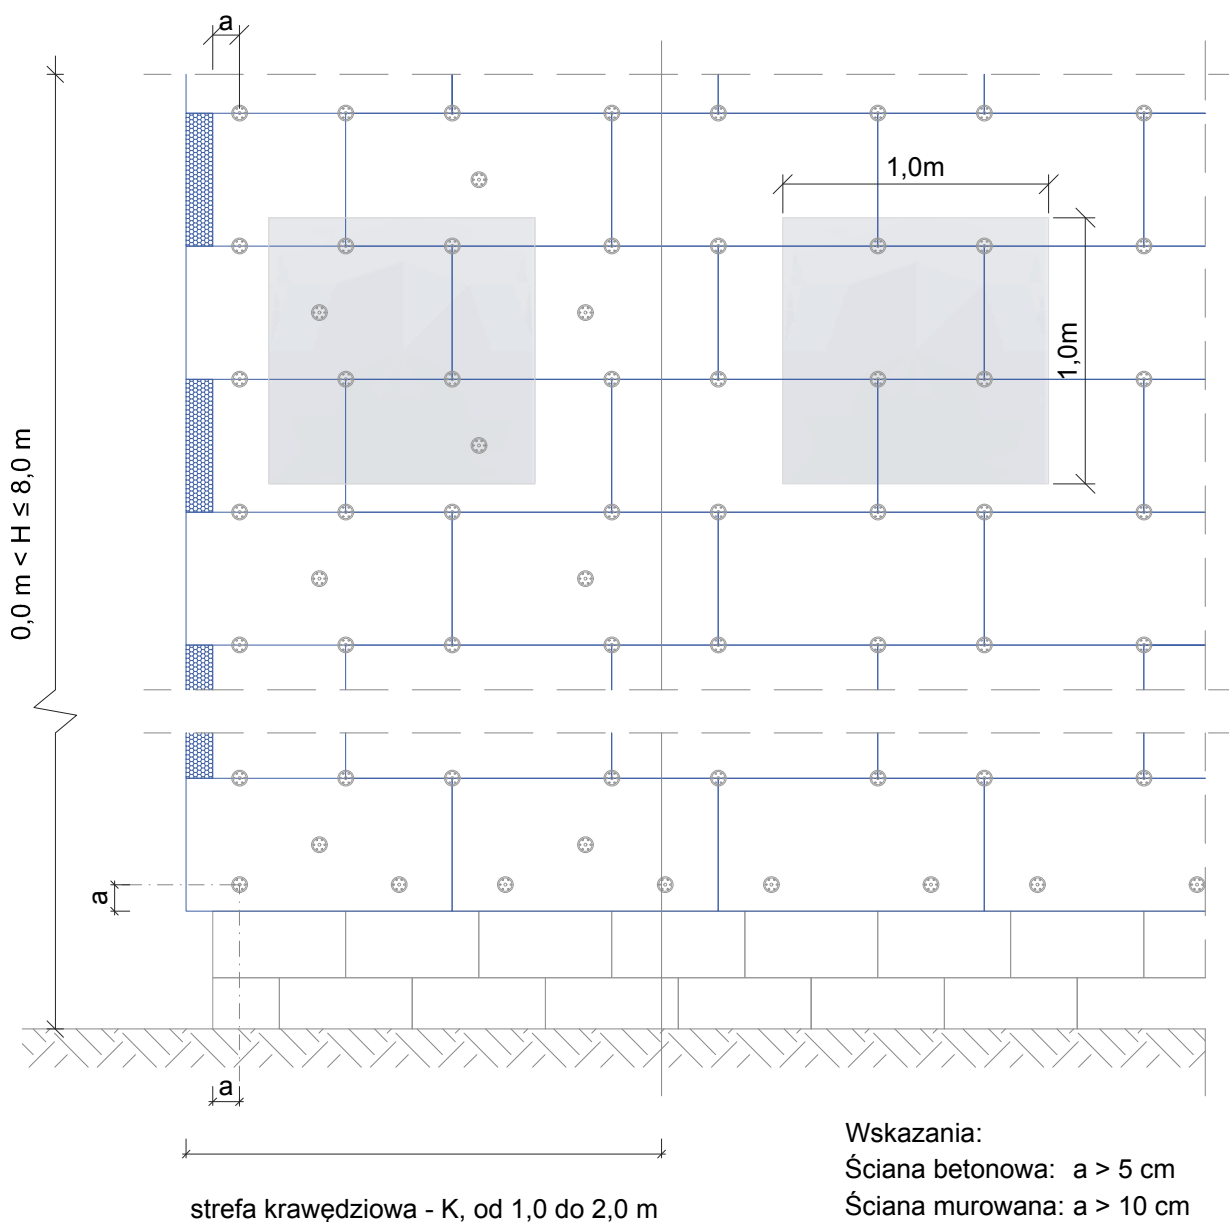 a
1,0m
1,0m
0,0 m < H ≤ 8,0 m
a
a
Wskazania:
Ściana betonowa: a > 5 cm
Ściana murowana: a > 10 cm
strefa krawędziowa - K, od 1,0 do 2,0 m